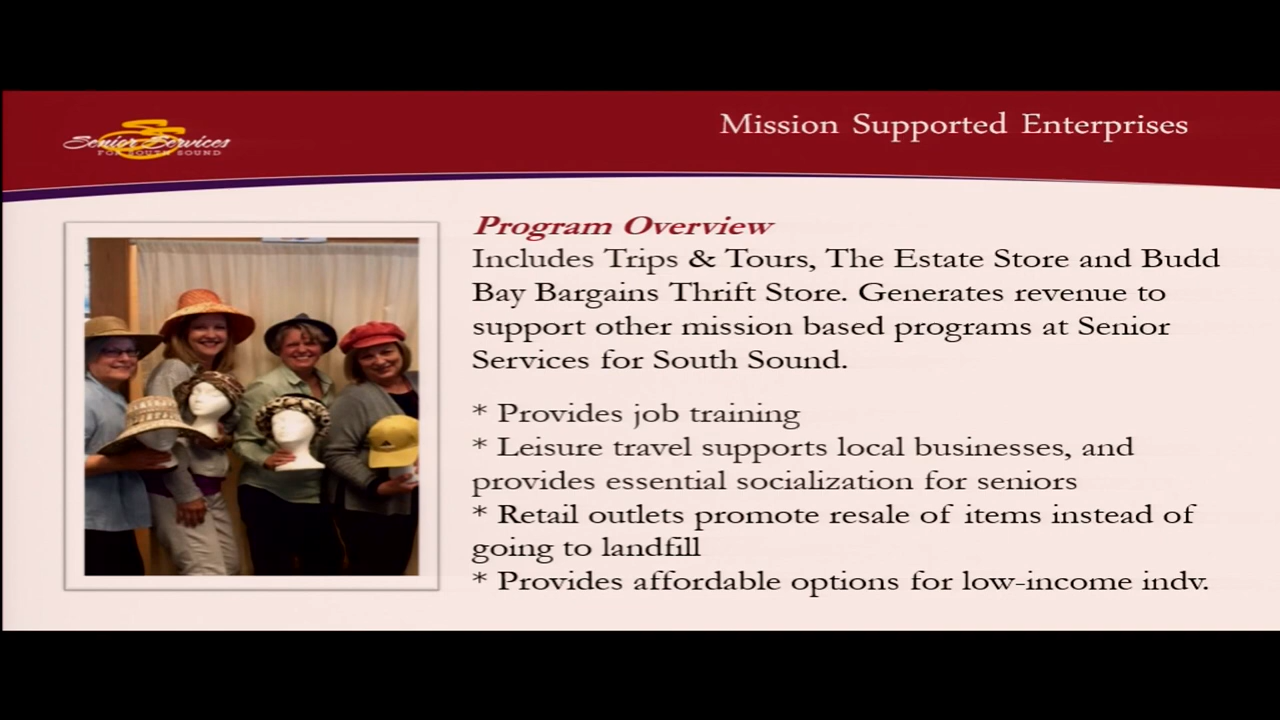 Senior Services
FOR SOUTH SOUND
Mission Supported Enterprises
Program Overview
Includes Trips & Tours, The Estate Store and Budd
Bay Bargains Thrift Store. Generates revenue to
support other mission based programs at Senior
Services for South Sound.
* Provides job training
* Leisure travel supports local businesses, and
provides essential socialization for seniors
* Retail outlets promote resale of items instead of
going to landfill
* Provides affordable options for low-income indv.